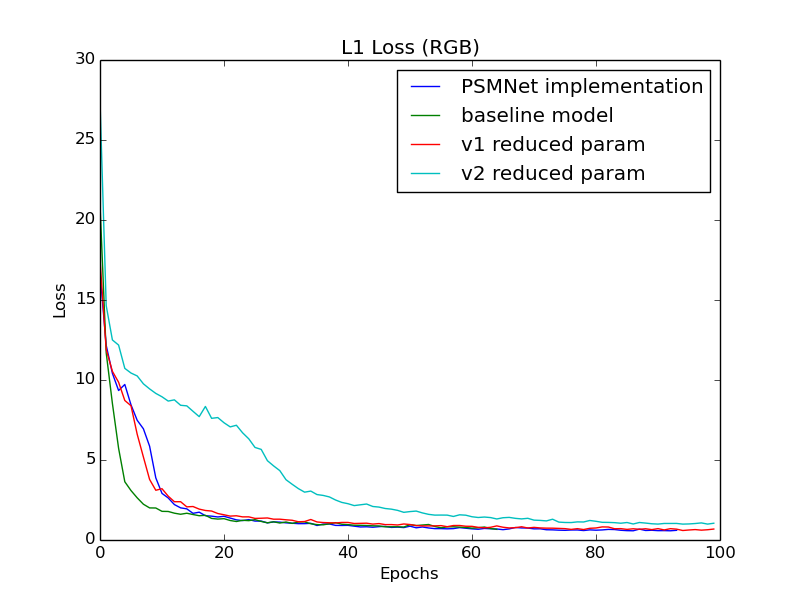 L1 Loss (RGB)
30
25
20
15
10
5
0
Loss
PSMNet implementation
baseline model
v1 reduced param
v2 reduced param
0 20 40 60 80 100
Epochs